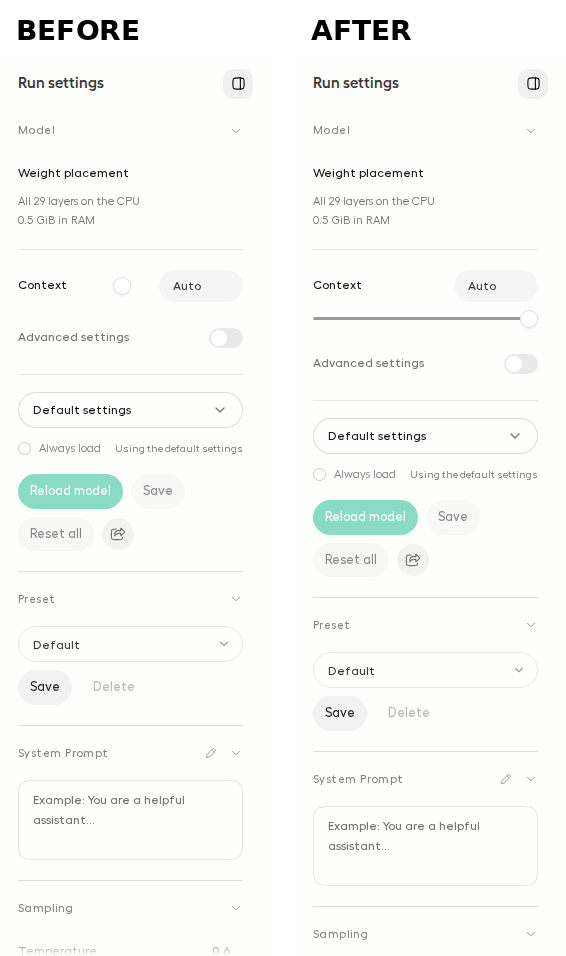 BEFORE
Run settings
Model
Weight placement
All 29 layers on the CPU
0.5 GiB in RAM
Context
Auto
Advanced settings
Default settings
Always load Using the default settings
Reload model Save
Reset all
Preset
Default
Save Delete
System Prompt
Example: You are a helpful
assistant...
Sampling
Temperature 0.6
AFTER
Run settings
Model
Weight placement
All 29 layers on the CPU
0.5 GiB in RAM
Context
Auto
Advanced settings
Default settings
Always load Using the default settings
Reload model Save
Reset all
Preset
Default
Save Delete
System Prompt
Example: You are a helpful
assistant...
Sampling